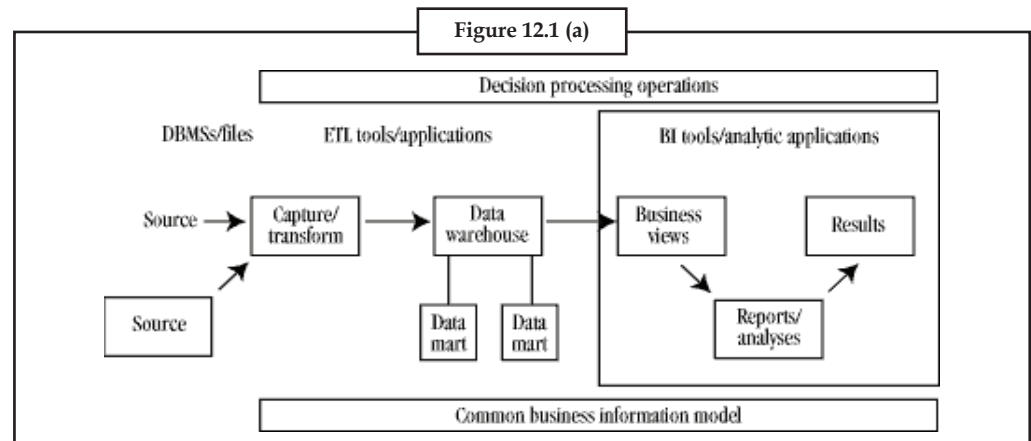 Figure 12.1 (a)
Decision processing operations
DBMSs/files
ETL tools/applications
BI tools/analytic applications
Source
Capture/
transform
Data
warehouse
Business
views
Results
Source
Data
mart
Data
mart
Reports/
analyses
Common business information model